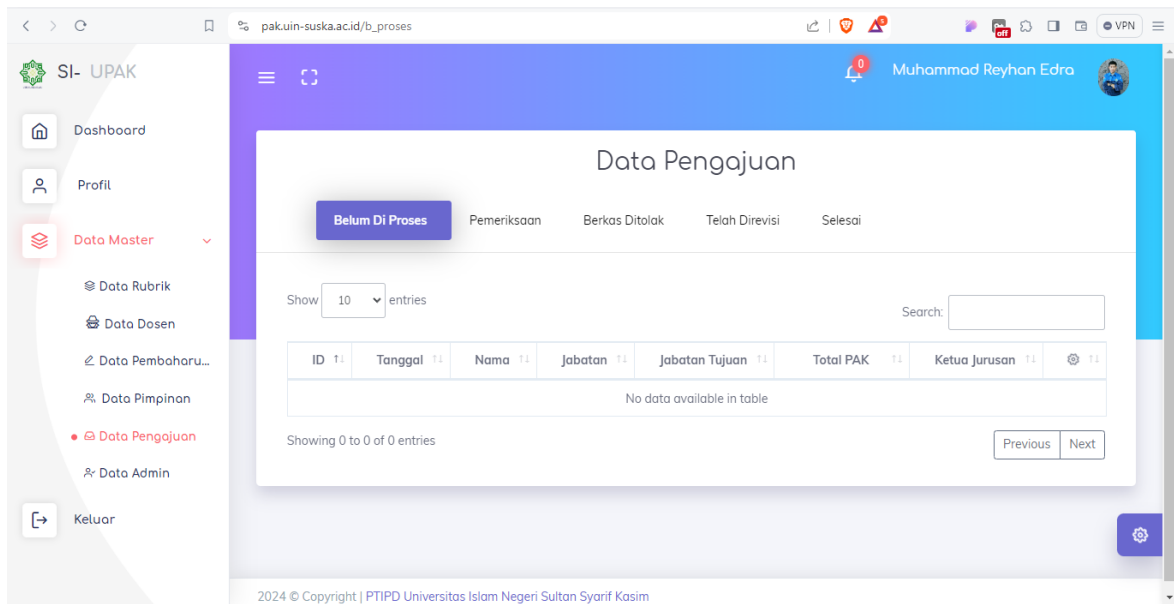 pak.uin-suska.ac.id/b_proses
5
off
VPN
SI- UPAK
0
Muhammad Reyhan Edra
Dashboard
Profil
Data Master
Data Rubrik
Data Dosen
Data Pembaharu...
Data Pimpinan
Data Pengajuan
Data Admin
Keluar
Data Pengajuan
Belum Di Proses Pemeriksaan Berkas Ditolak Telah Direvisi Selesai
Show 10 entries
Search:
ID Tanggal Nama Jabatan Jabatan Tujuan Total PAK Ketua Jurusan
No data available in table
Showing 0 to 0 of 0 entries
Previous Next
2024 © Copyright | PTIPD Universitas Islam Negeri Sultan Syarif Kasim